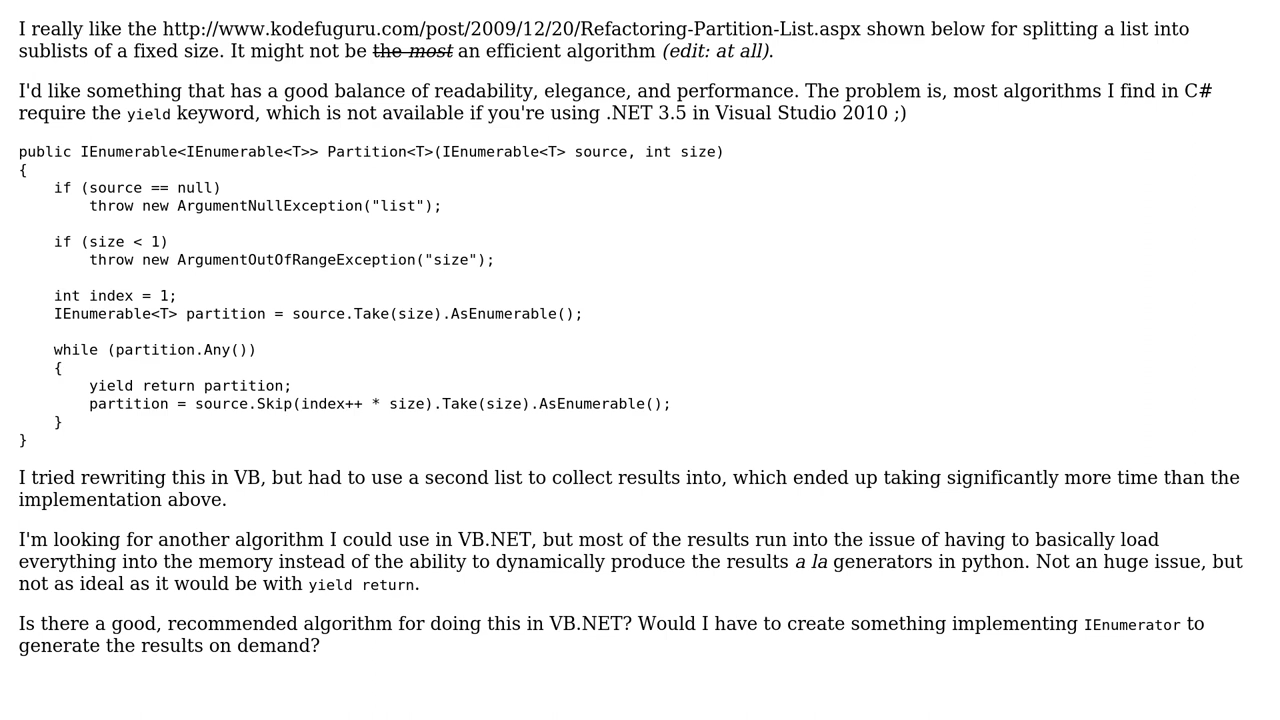 I really like the http://www.kodefuguru.com/post/2009/12/20/Refactoring-Partition-List.aspx shown below for splitting a list into
sublists of a fixed size. It might not be the most an efficient algorithm (edit: at all).
I'd like something that has a good balance of readability, elegance, and performance. The problem is, most algorithms I find in C#
require the yield keyword, which is not available if you're using .NET 3.5 in Visual Studio 2010 ;)
public IEnumerable<IEnumerable<T>> Partition<T>(IEnumerable<T> source, int size)
{
    if (source == null)
        throw new ArgumentNullException("list");

    if (size < 1)
        throw new ArgumentOutOfRangeException("size");

    int index = 1;
    IEnumerable<T> partition = source.Take(size).AsEnumerable();

    while (partition.Any())
    {
        yield return partition;
        partition = source.Skip(index++ * size).Take(size).AsEnumerable();
    }
}
I tried rewriting this in VB, but had to use a second list to collect results into, which ended up taking significantly more time than the
implementation above.
I'm looking for another algorithm I could use in VB.NET, but most of the results run into the issue of having to basically load
everything into the memory instead of the ability to dynamically produce the results a la generators in python. Not an huge issue, but
not as ideal as it would be with yield return.
Is there a good, recommended algorithm for doing this in VB.NET? Would I have to create something implementing IEnumerator to
generate the results on demand?